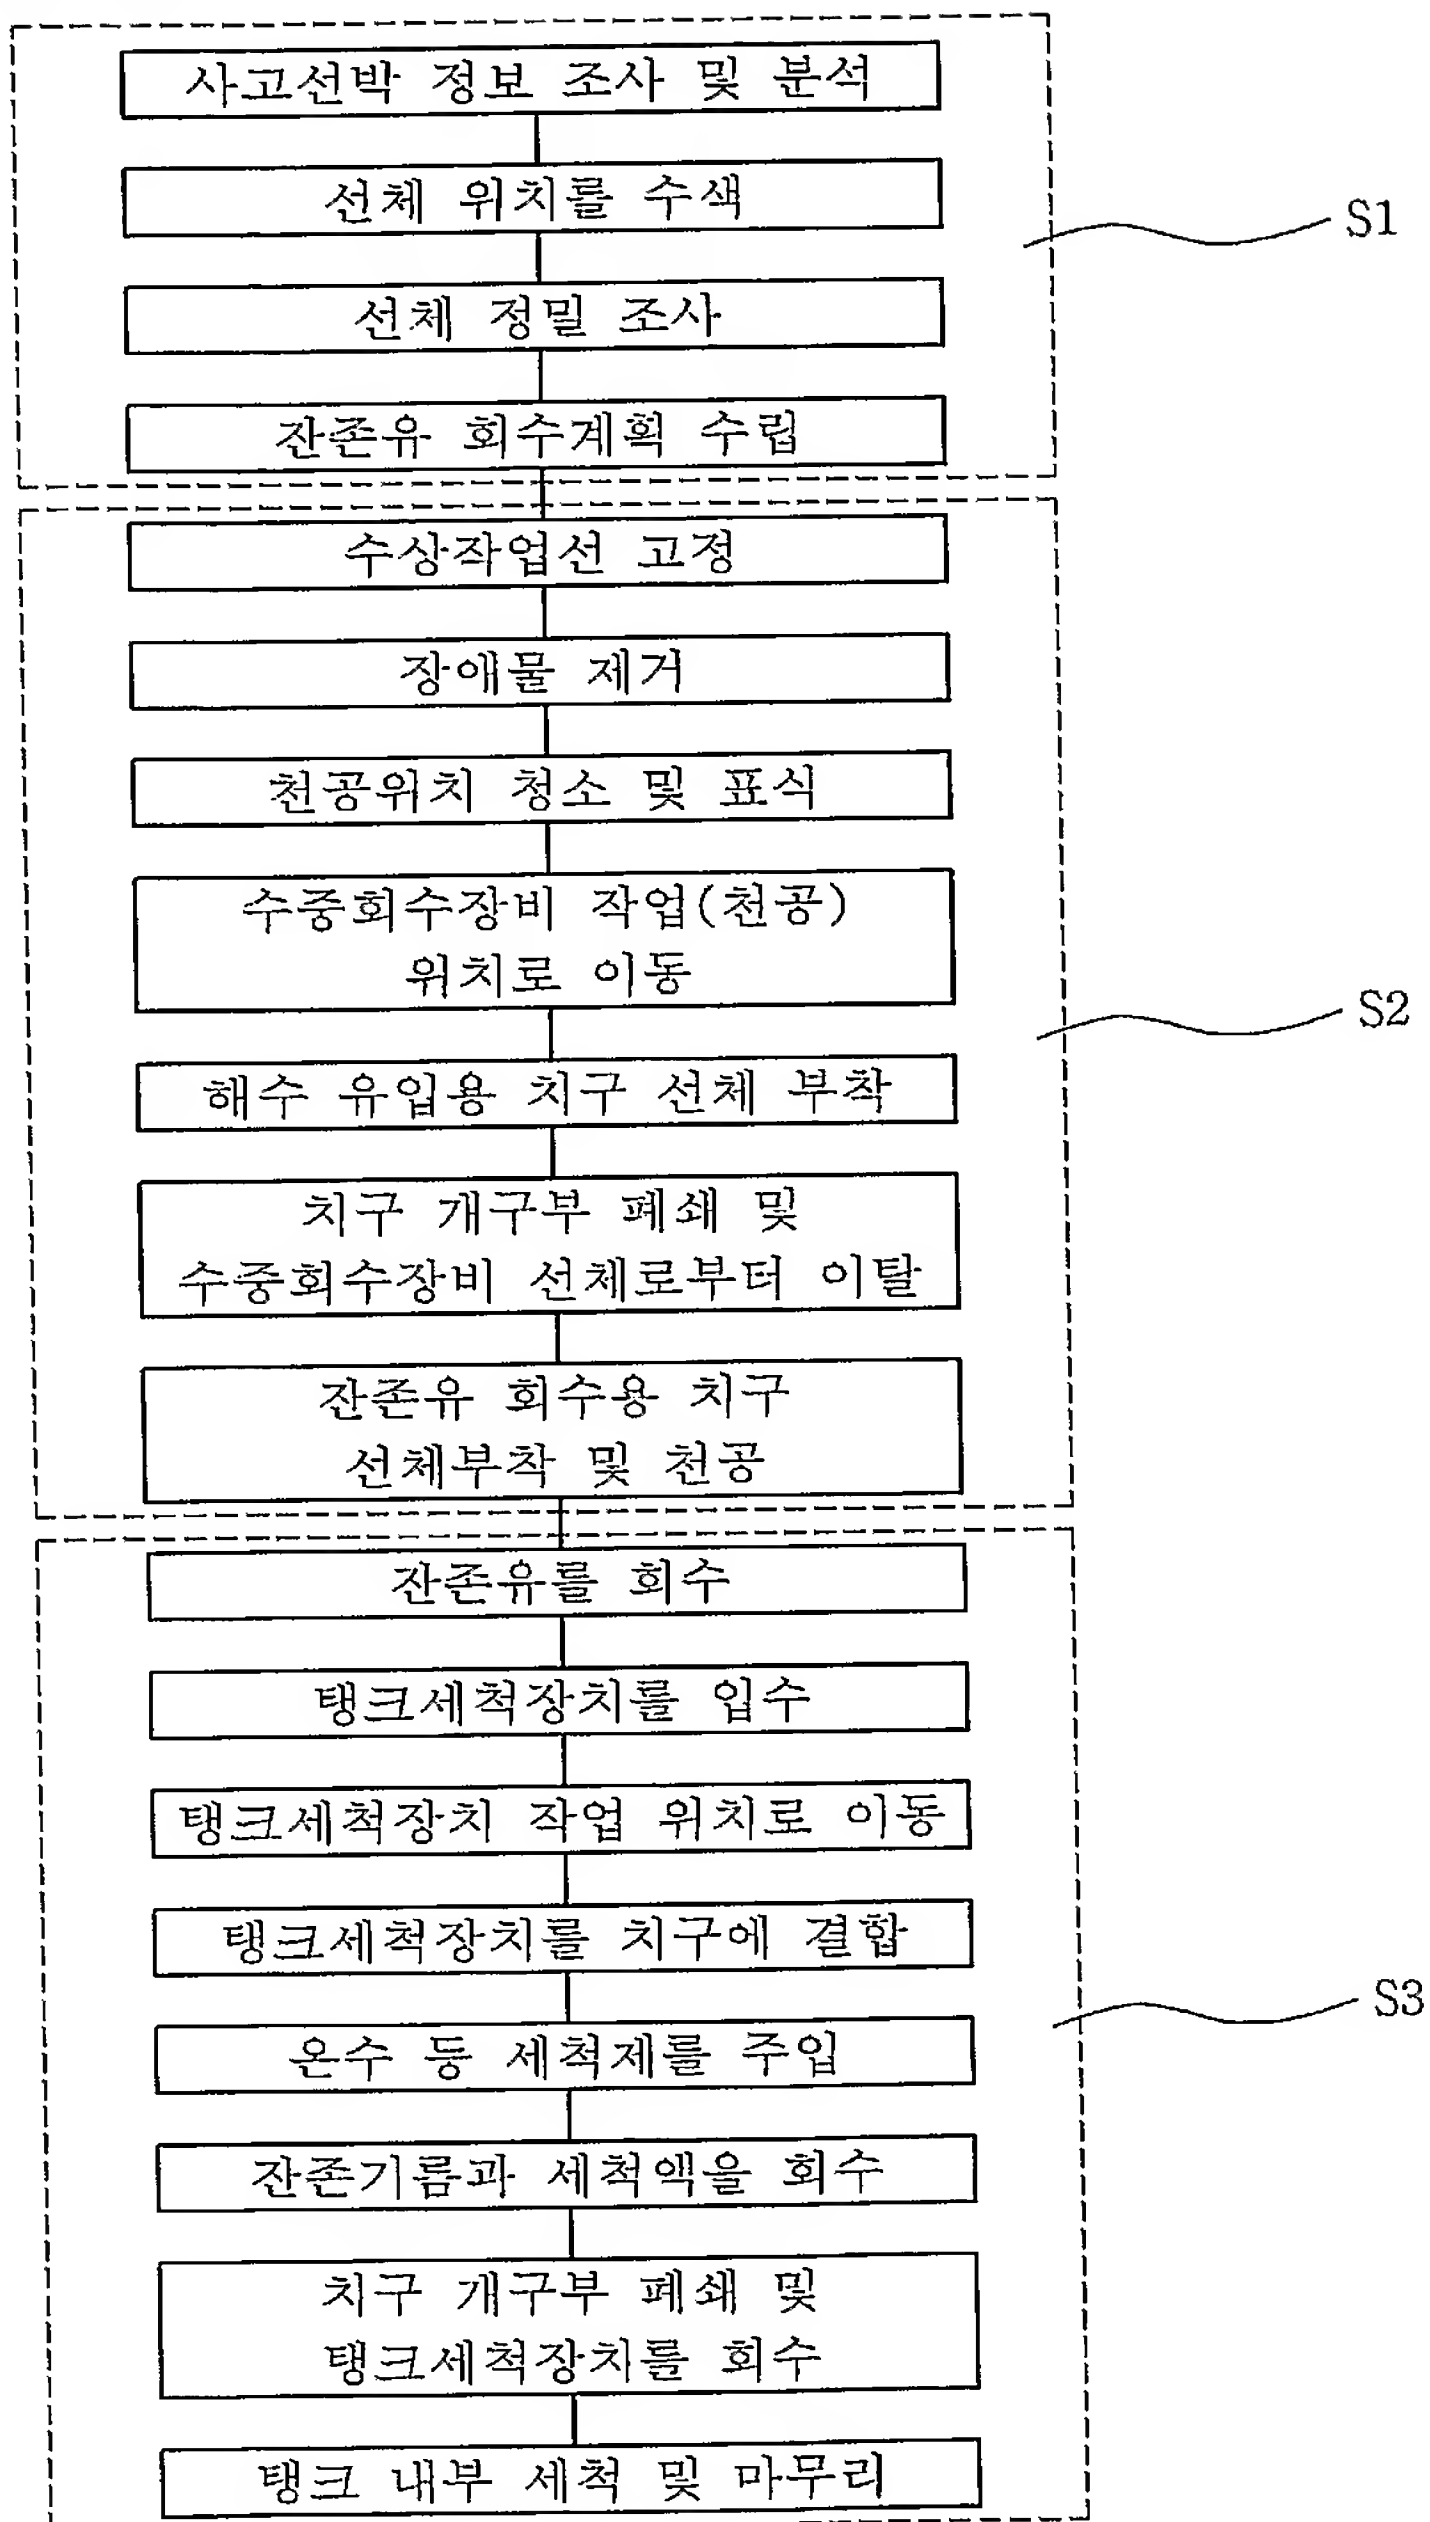 사고선박 정보 조사 및 분석
선체 위치를 수색
S1
선체 정밀 조사
잔존유 회수계획 수립
수상작업선 고정
장애물 제거
천공위치 청소 및 표식
수중회수장비 작업(천공)
위치로 이동
S2
해수 유입용 치구 선체 부착
치구 개구부 폐쇄 및
수중회수장비 선체로부터 이탈
잔존유 회수용 치구
선체부착 및 천공
잔존유를 회수
탱크세척장치를 입수
탱크세척장치 작업 위치로 이동
탱크세척장치를 치구에 결합
S3
온수 등 세척제를 주입
잔존기름과 세척액을 회수
치구 개구부 폐쇄 및
탱크세척장치를 회수
탱크 내부 세척 및 마무리